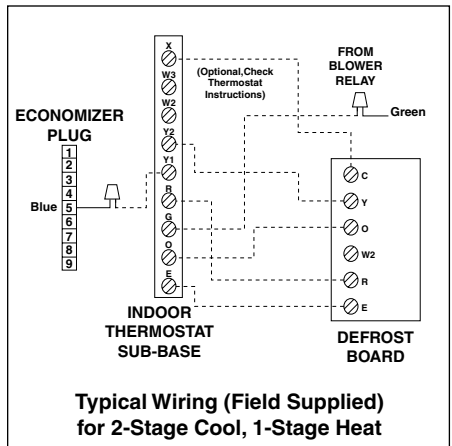 X
W3
W2
Y2
Y1
R
G
O
E
(Optional,Check
Thermostat
Instructions)
FROM
BLOWER
RELAY
Green
ECONOMIZER
PLUG
1
2
3
4
Blue 5
6
7
8
9
C
Y
O
W2
R
E
INDOOR
THERMOSTAT
SUB-BASE
DEFROST
BOARD
Typical Wiring (Field Supplied)
for 2-Stage Cool, 1-Stage Heat